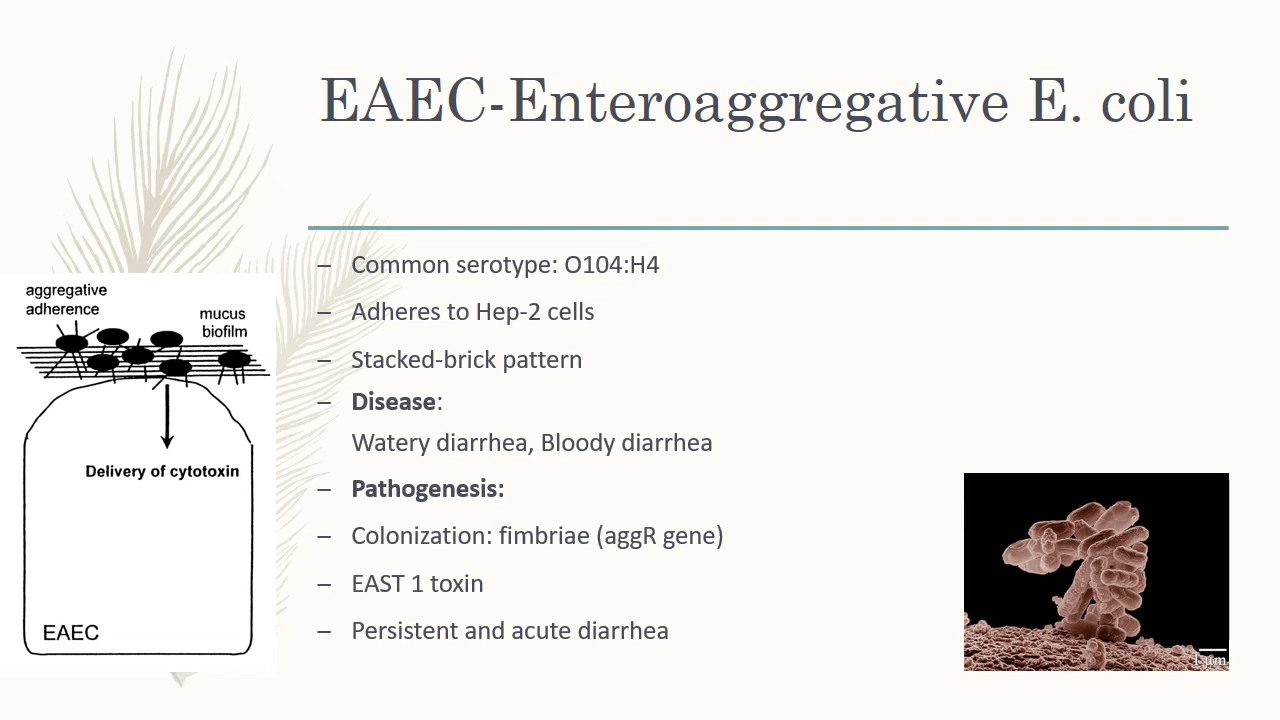 EAEC-Enteroaggregative E. coli
– Common serotype: O104:H4
– Adheres to Hep-2 cells
– Stacked-brick pattern
– Disease:
Watery diarrhea, Bloody diarrhea
– Pathogenesis:
– Colonization: fimbriae (aggR gene)
– EAST 1 toxin
– Persistent and acute diarrhea
aggregative
adherence
mucus
biofilm
Delivery of cytotoxin
EAEC
1 µm